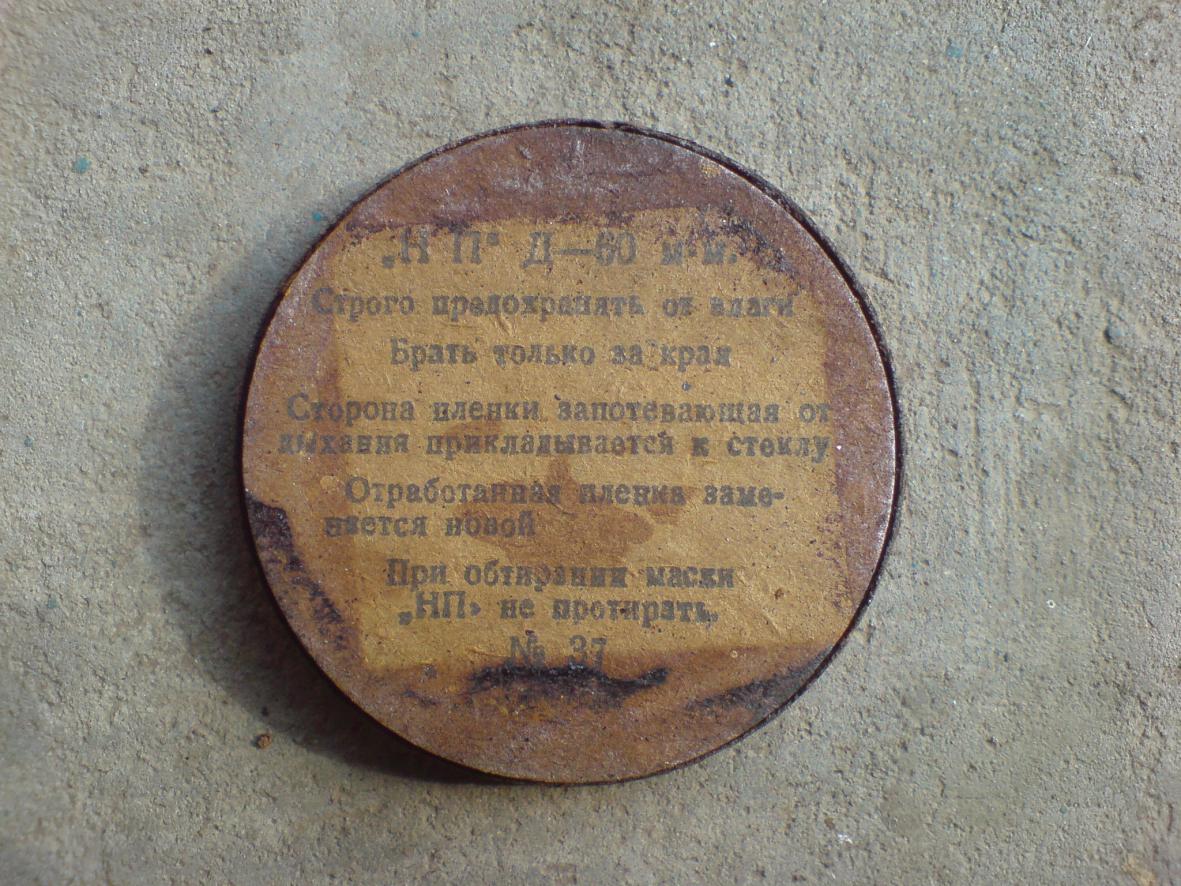 „Н П“ Д—60 м.м.
Строго предохранять от влаги
Брать только за края
Сторона пленки запотевающая от
дыхания прикладывается к стеклу
Отработанная пленка заме-
няется новой
При обтирании маски
„НП» не протирать.
№ 37